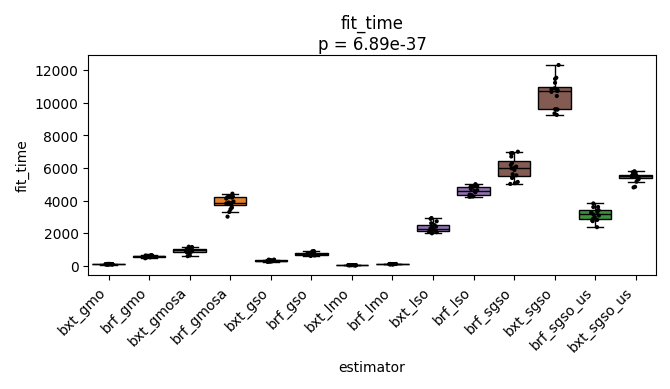 fit_time
p = 6.89e-37
fit_time
12000
10000
8000
6000
4000
2000
0
bxt_gmo
brf_gmo
bxt_gmosa
brf_gmosa
bxt_gso
brf_gso
bxt_lmo
brf_lmo
bxt_lso
brf_lso
brf_sgso
bxt_sgso
brf_sgso_us
bxt_sgso_us
estimator